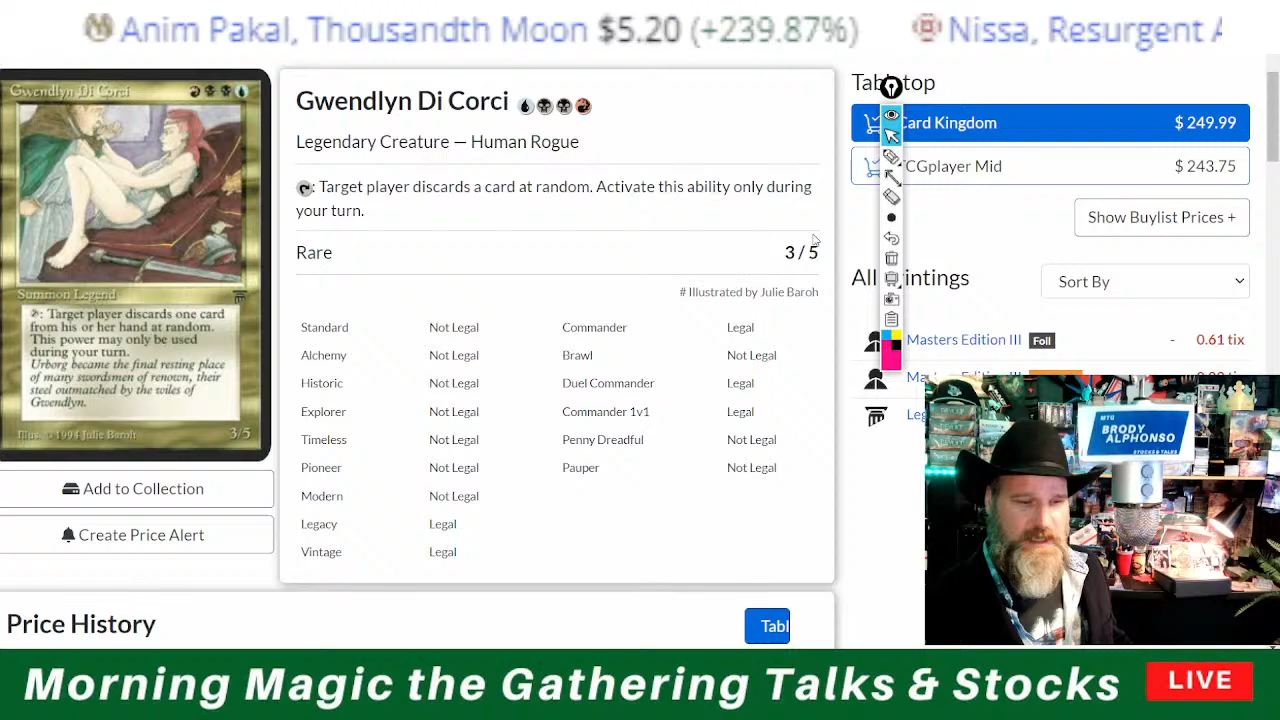 Anim Pakal, Thousandth Moon $5.20 (+239.87%) Nissa, Resurgent A
Gwendlyn Di Corci
Summon Legend
: Target player discards one card
from his or her hand at random.
This power may only be used
during your turn.
Urborg became the final resting place
of many swordsmen of renown, their
steel outmatched by the wiles of
Gwendlyn.
Illus. © 1994 Julie Baroh
3/5
Add to Collection
Create Price Alert
Gwendlyn Di Corci
Legendary Creature — Human Rogue
: Target player discards a card at random. Activate this ability only during
your turn.
Rare 3 / 5
# Illustrated by Julie Baroh
Standard Not Legal Commander Legal
Alchemy Not Legal Brawl Not Legal
Historic Not Legal Duel Commander Legal
Explorer Not Legal Commander 1v1 Legal
Timeless Not Legal Penny Dreadful Not Legal
Pioneer Not Legal Pauper Not Legal
Modern Not Legal
Legacy Legal
Vintage Legal
Price History
Tabl
Tabletop
Card Kingdom $ 249.99
TCGplayer Mid $ 243.75
Show Buylist Prices +
All Printings
Sort By
Masters Edition III Foil - 0.61 tix
Leg
MTG
BRODY
ALPHONSO
STOCKS & TALKS
Morning Magic the Gathering Talks & Stocks
LIVE